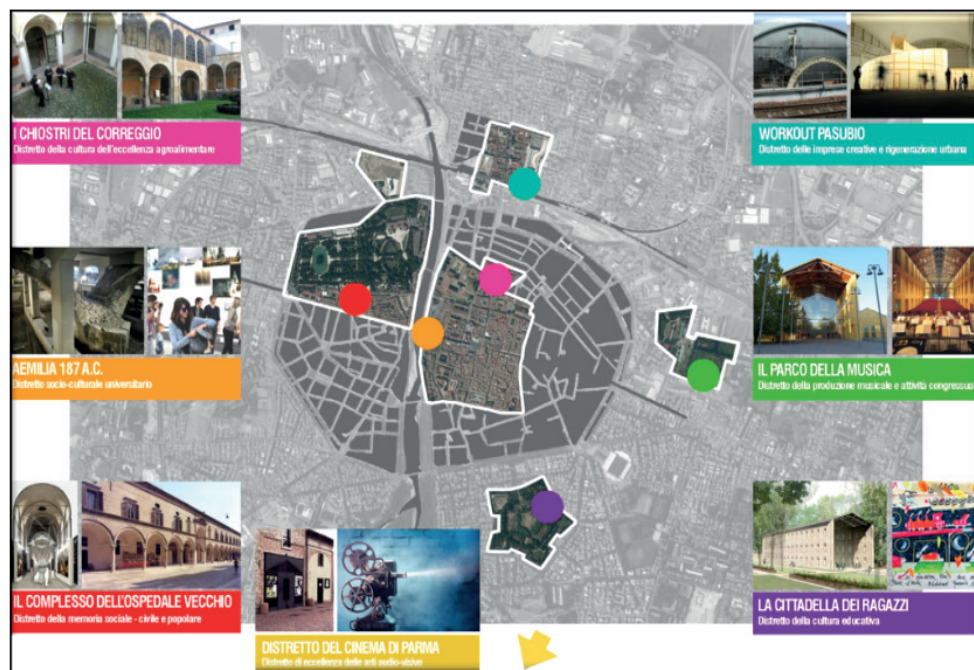 I CHIOSTRI DEL CORREGGIO
Distretto della cultura dell'eccellenza agroalimentare
WORKOUT PASUBIO
Distretto delle imprese creative e rigenerazione urbana
AEMILIA 187 A.C.
Distretto socio-culturale universitario
IL PARCO DELLA MUSICA
Distretto della produzione musicale e attività congressua
IL COMPLESSO DELL'OSPEDALE VECCHIO
Distretto della memoria sociale - civile e popolare
DISTRETTO DEL CINEMA DI PARMA
Distretto di eccellenza delle arti audio-visive
LA CITTADELLA DEI RAGAZZI
Distretto della cultura educativa